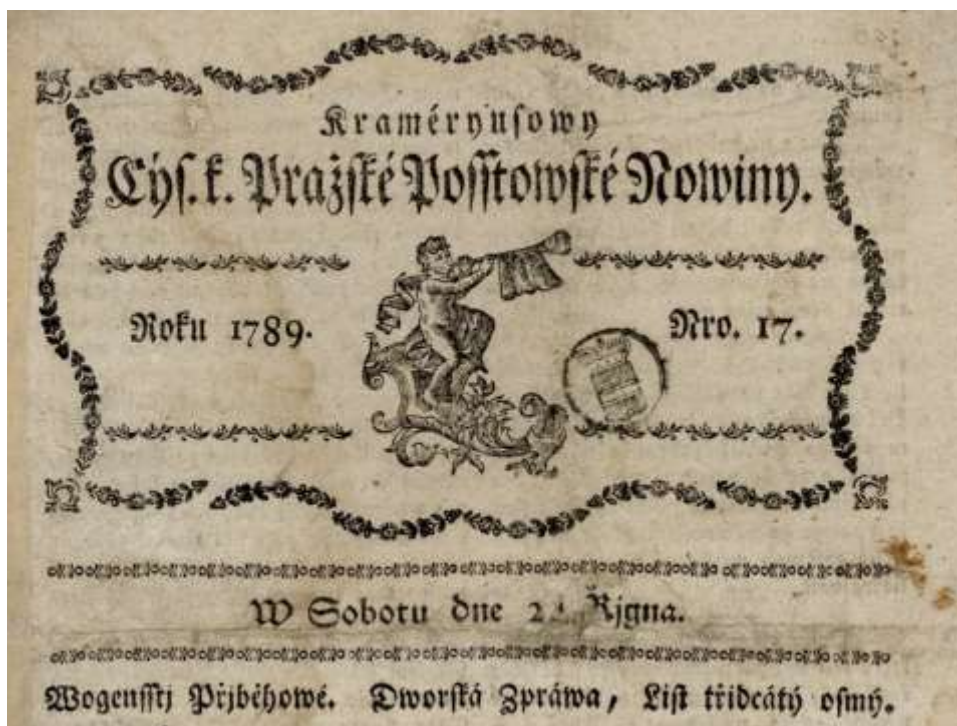 Kraméryuſowy
Cýſ. k. Pražſké Poſſtowſké Nowiny.
Roku 1789.
Nro. 17.
W Sobotu dne Řjgna.
Wogenſſtj Přjběhowé. Dworſká Zpráwa, Liſt třidcátý oſmý.